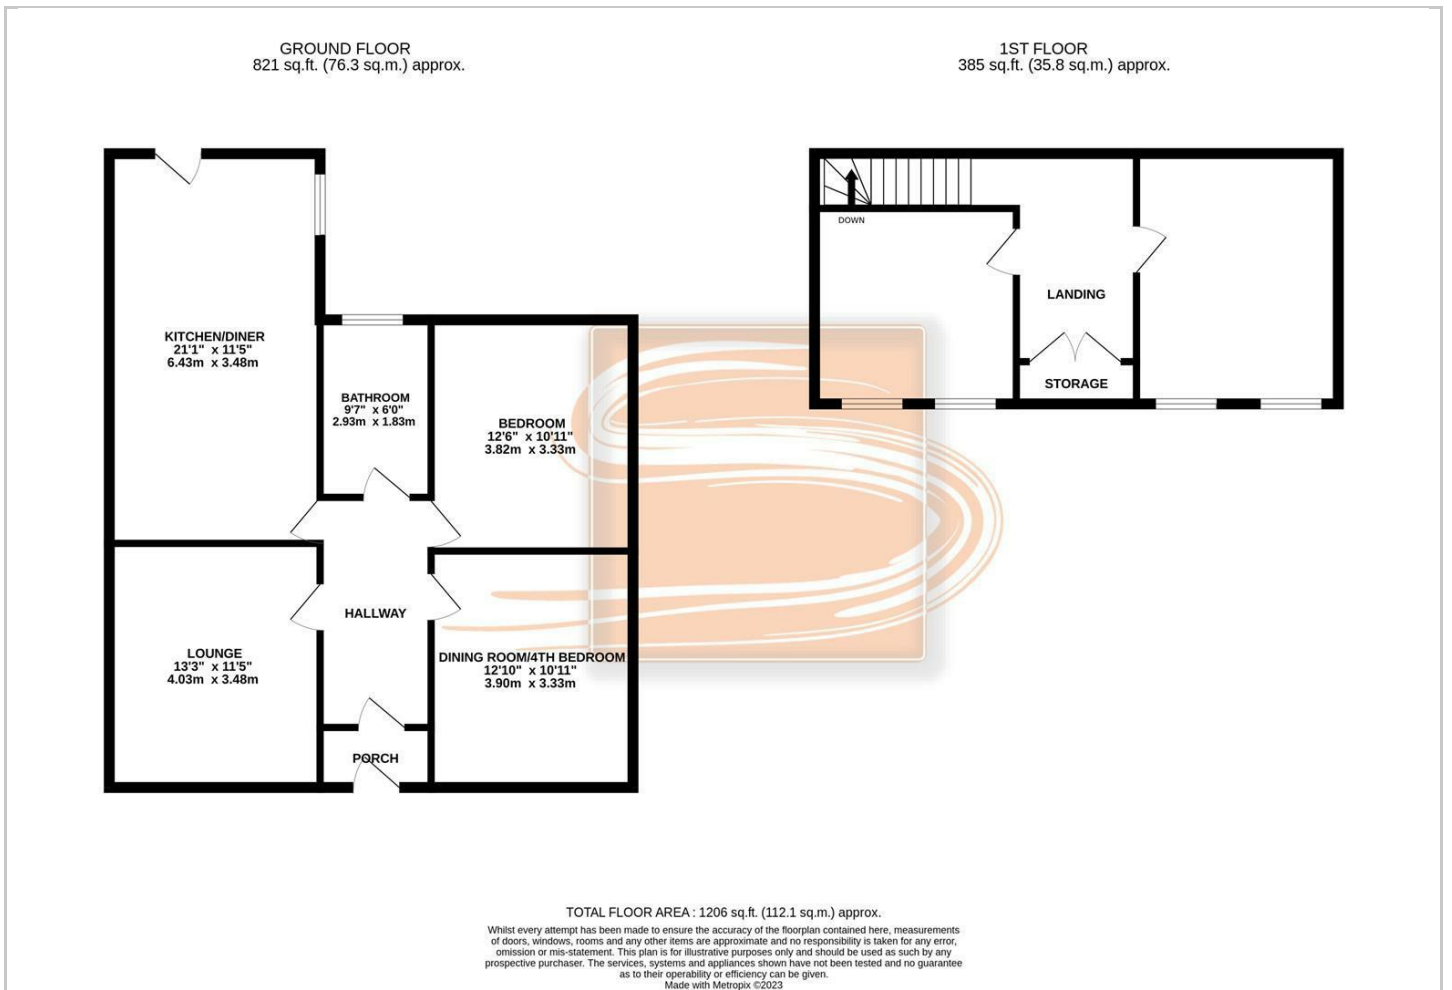 GROUND FLOOR
821 sq.ft. (76.3 sq.m.) approx.
1ST FLOOR
385 sq.ft. (35.8 sq.m.) approx.
KITCHEN/DINER
21'1" x 11'5"
6.43m x 3.48m
BATHROOM
9'7" x 6'0"
2.93m x 1.83m
BEDROOM
12'6" x 10'11"
3.82m x 3.33m
HALLWAY
LOUNGE
13'3" x 11'5"
4.03m x 3.48m
DINING ROOM/4TH BEDROOM
12'10" x 10'11"
3.90m x 3.33m
PORCH
DOWN
LANDING
STORAGE
TOTAL FLOOR AREA : 1206 sq.ft. (112.1 sq.m.) approx.
Whilst every attempt has been made to ensure the accuracy of the floorplan contained here, measurements
of doors, windows, rooms and any other items are approximate and no responsibility is taken for any error,
omission or mis-statement. This plan is for illustrative purposes only and should be used as such by any
prospective purchaser. The services, systems and appliances shown have not been tested and no guarantee
as to their operability or efficiency can be given.
Made with Metropix ©2023